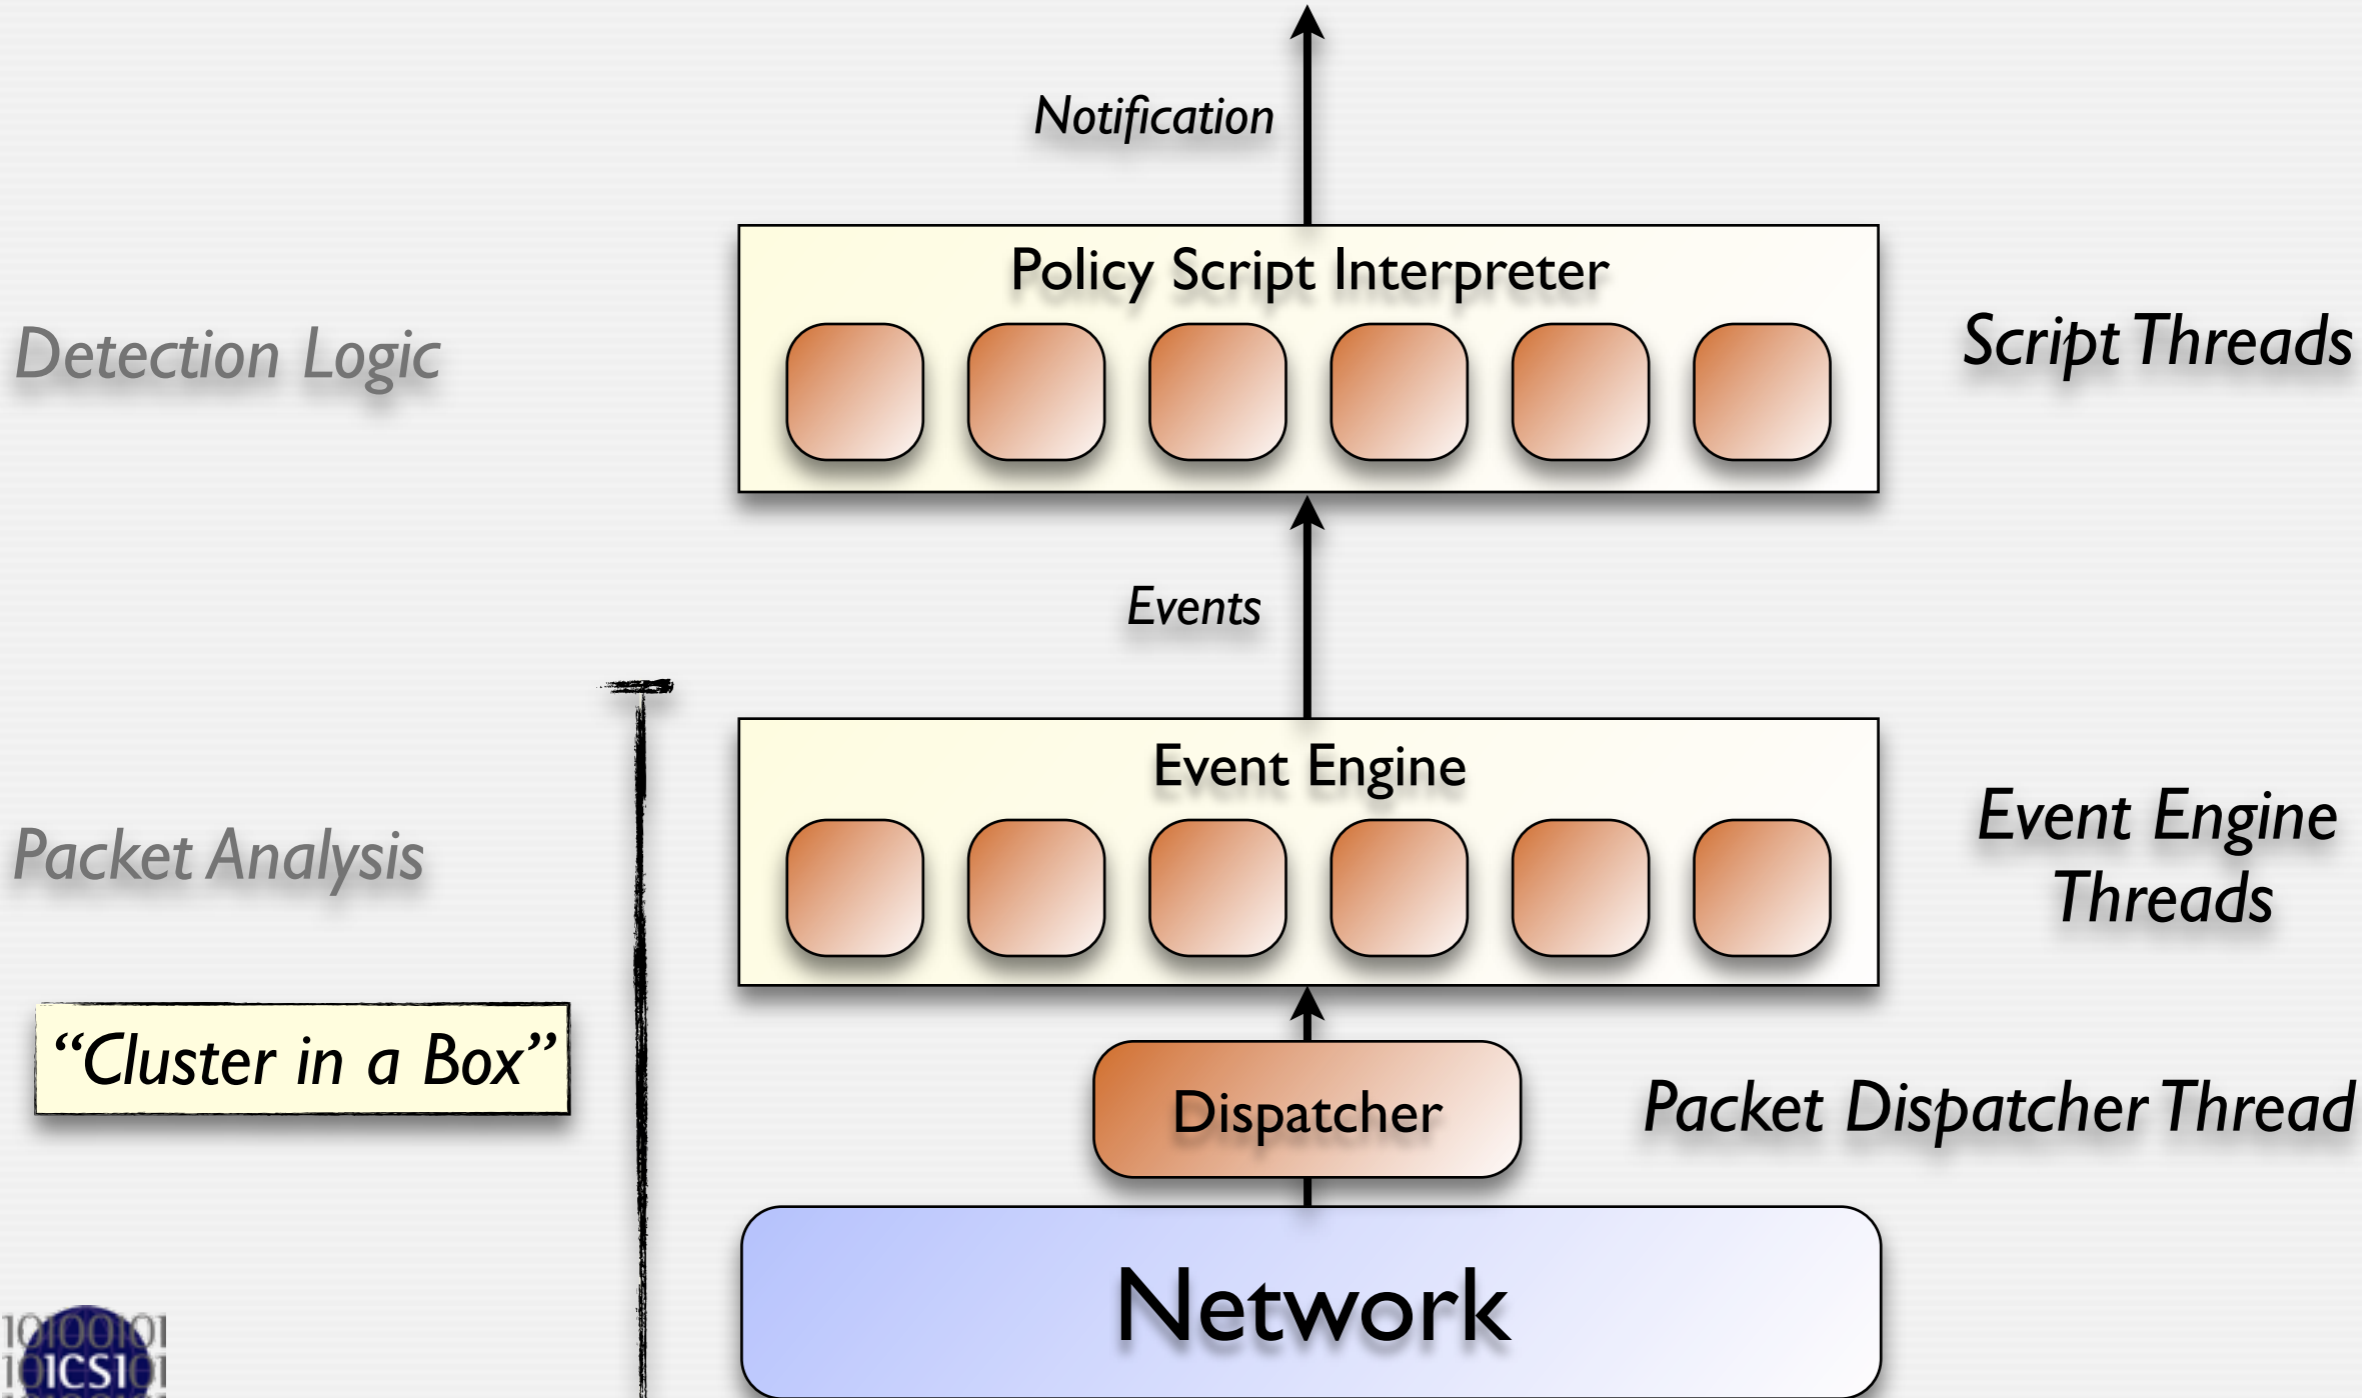 Notification
Policy Script Interpreter
Detection Logic
Script Threads
Events
Event Engine
Packet Analysis
Event Engine
Threads
“Cluster in a Box”
Dispatcher
Packet Dispatcher Thread
Network
10100101
ICSI